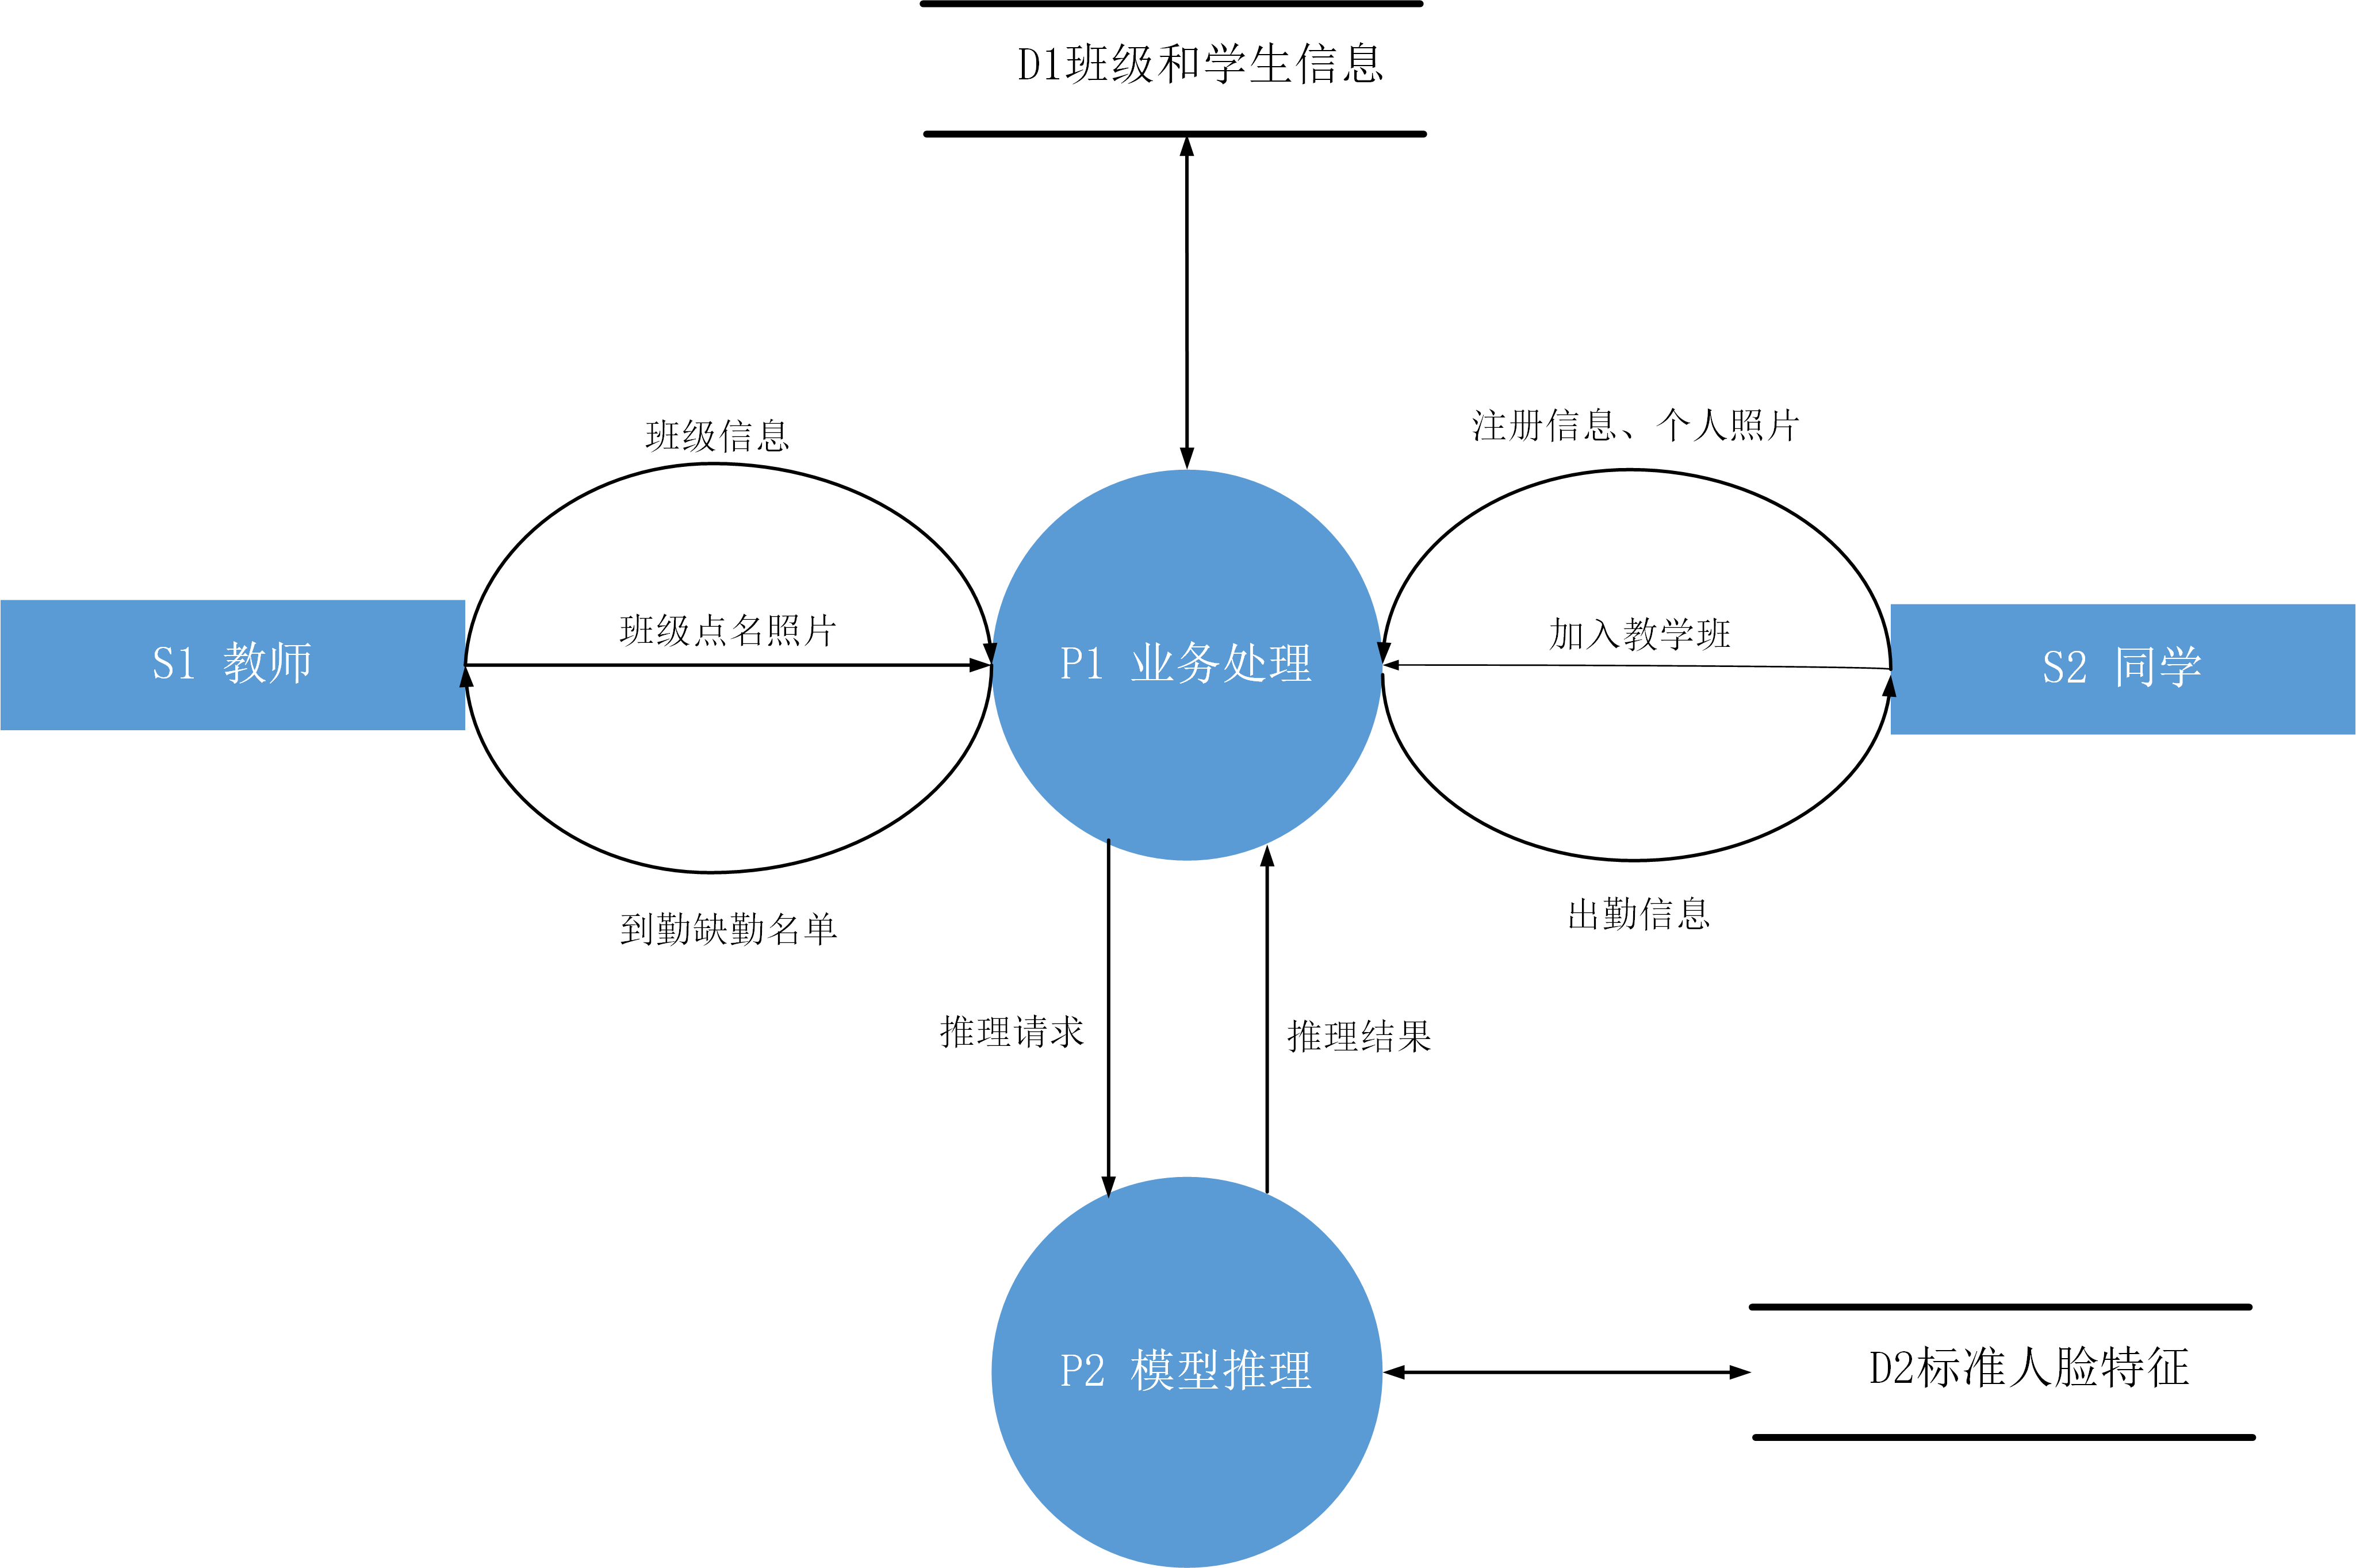 D1班级和学生信息
班级信息
注册信息、个人照片
S1 教师
班级点名照片
P1 业务处理
加入教学班
S2 同学
到勤缺勤名单
出勤信息
推理请求
推理结果
P2 模型推理
D2标准人脸特征